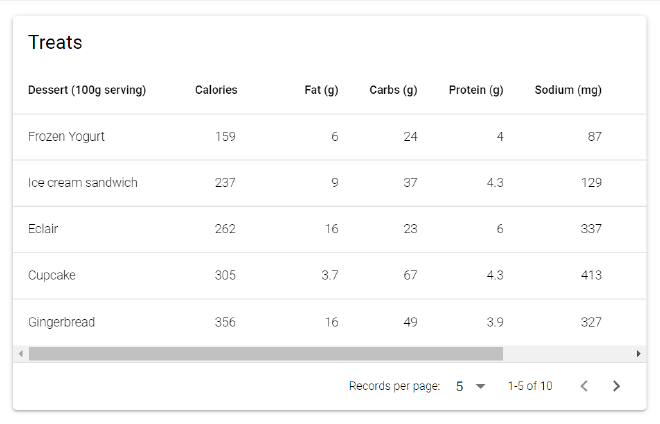 Treats
Dessert (100g serving) Calories Fat (g) Carbs (g) Protein (g) Sodium (mg)
Frozen Yogurt 159 6 24 4 87
Ice cream sandwich 237 9 37 4.3 129
Eclair 262 16 23 6 337
Cupcake 305 3.7 67 4.3 413
Gingerbread 356 16 49 3.9 327
Records per page: 5 1-5 of 10